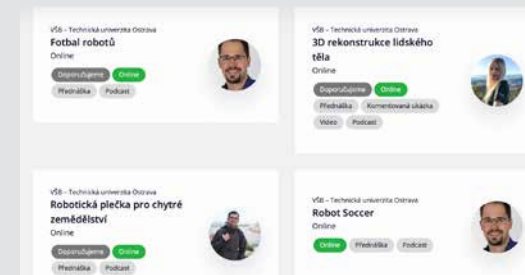 VŠB – Technická univerzita Ostrava
Fotbal robotů
Online
Doporučujeme Online
Přednáška Podcast
VŠB – Technická univerzita Ostrava
3D rekonstrukce lidského
těla
Online
Doporučujeme Online
Přednáška Komentovaná ukázka
Video Podcast
VŠB – Technická univerzita Ostrava
Robotická plečka pro chytré
zemědělství
Online
Doporučujeme Online
Přednáška Podcast
VŠB – Technická univerzita Ostrava
Robot Soccer
Online
Online Přednáška Podcast